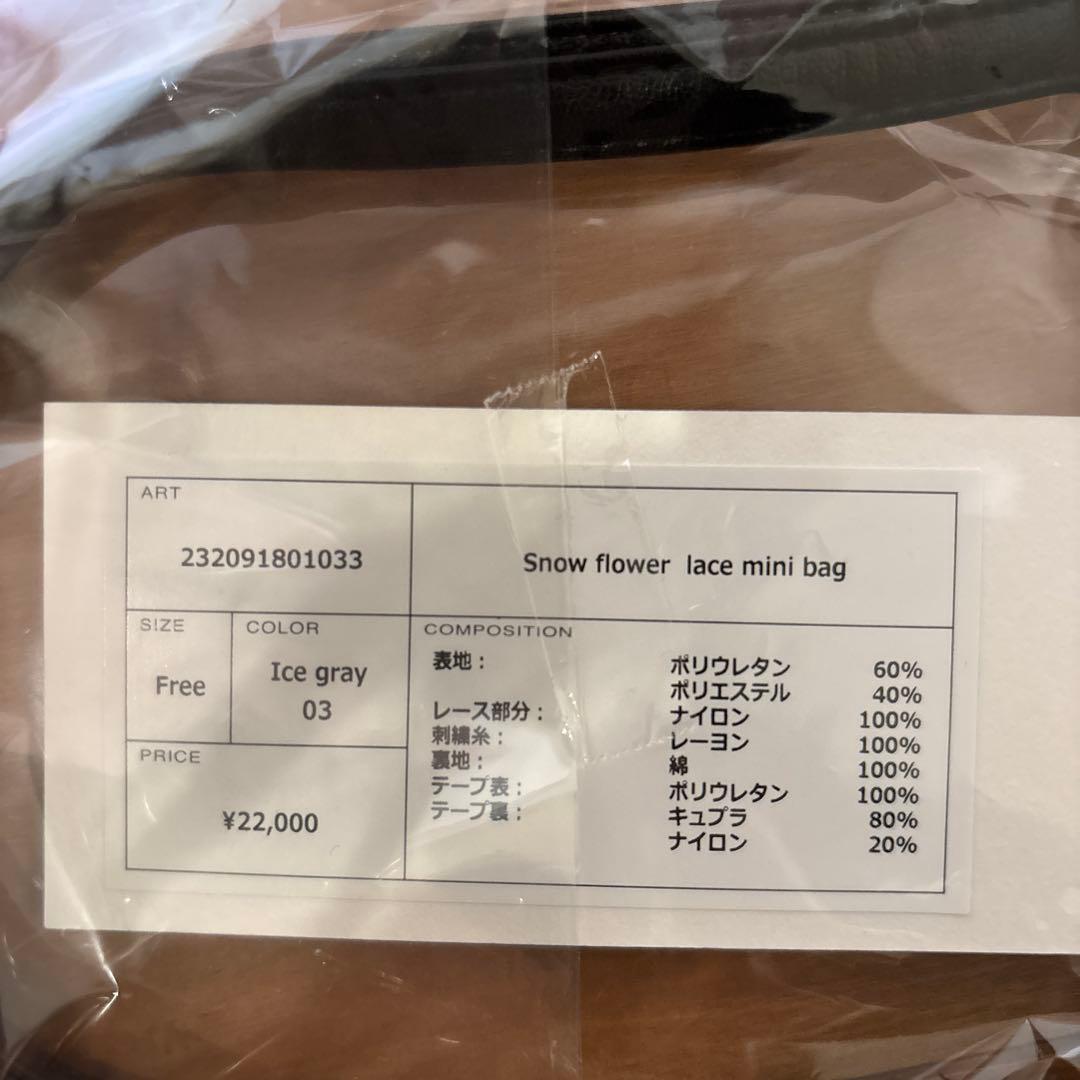 ART
232091801033
Snow flower lace mini bag
SIZE
Free
COLOR
Ice gray
03
PRICE
¥22,000
COMPOSITION
表地： ポリウレタン 60%
ポリエステル 40%
レース部分： ナイロン 100%
刺繍糸： レーヨン 100%
裏地： 綿 100%
テープ表： ポリウレタン 100%
テープ裏： キュプラ 80%
ナイロン 20%